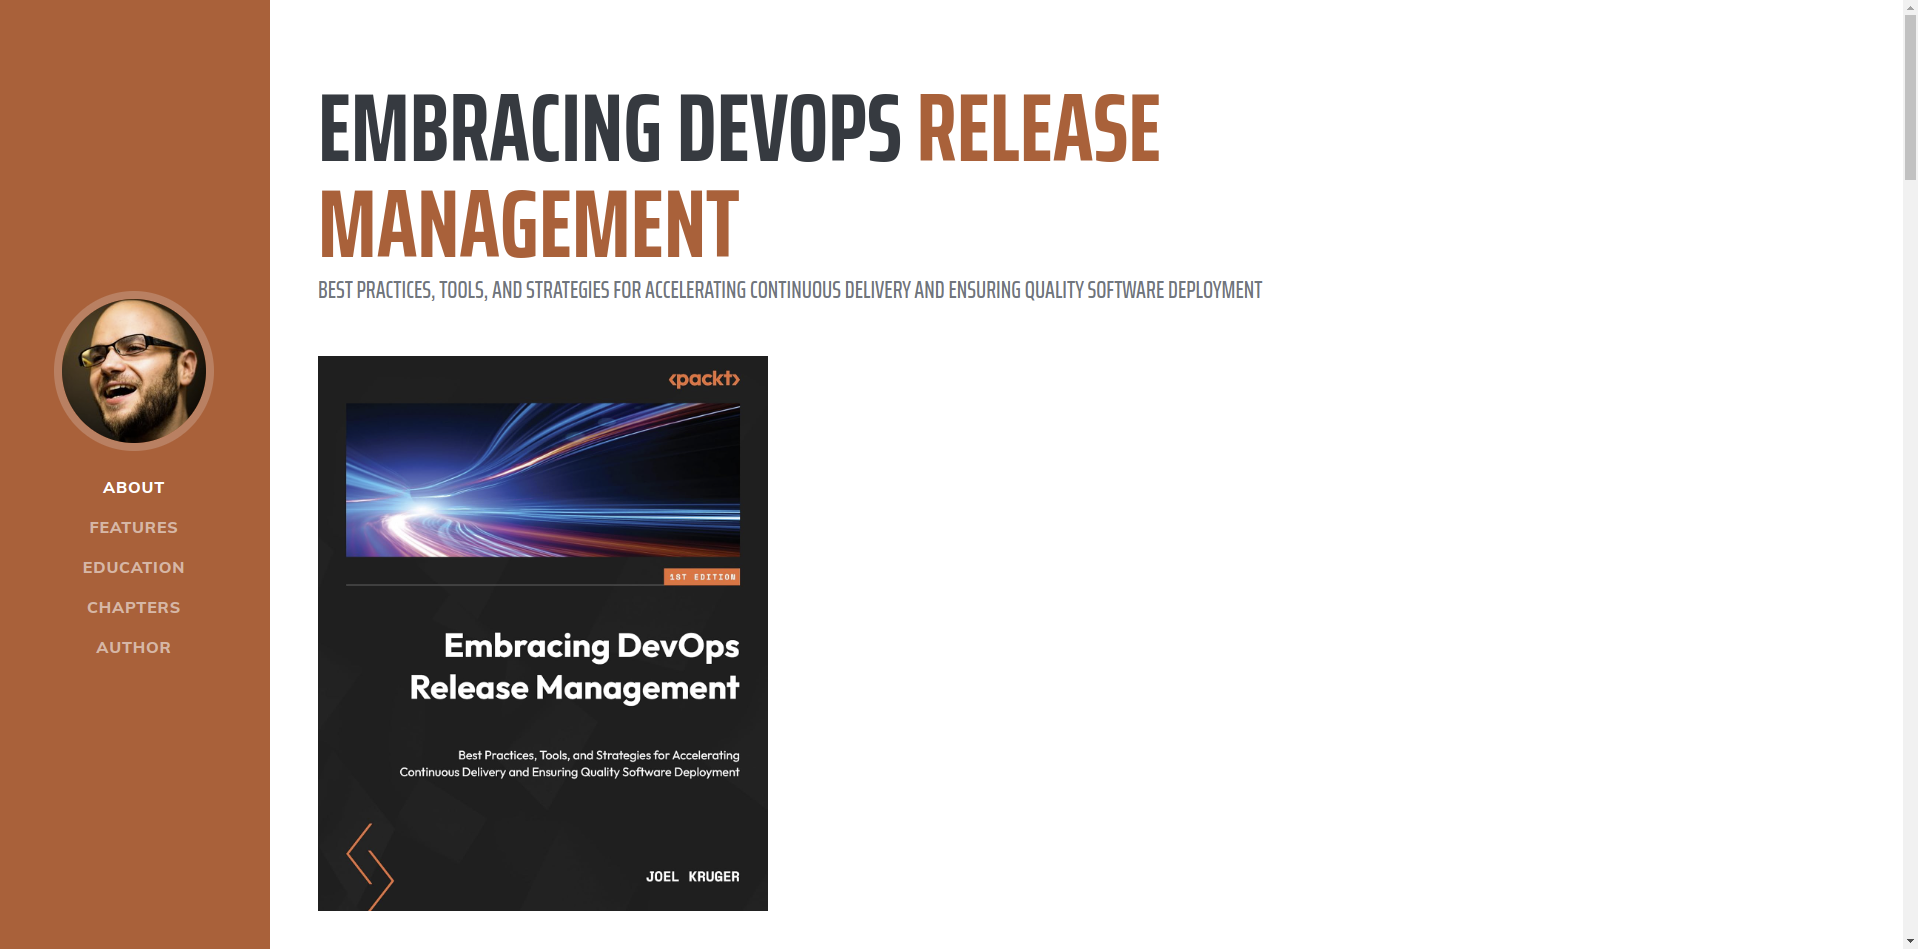 EMBRACING DEVOPS RELEASE
MANAGEMENT
BEST PRACTICES, TOOLS, AND STRATEGIES FOR ACCELERATING CONTINUOUS DELIVERY AND ENSURING QUALITY SOFTWARE DEPLOYMENT
ABOUT
FEATURES
EDUCATION
CHAPTERS
AUTHOR
<packt>
1ST EDITION
Embracing DevOps
Release Management
Best Practices, Tools, and Strategies for Accelerating
Continuous Delivery and Ensuring Quality Software Deployment
JOEL KRUGER